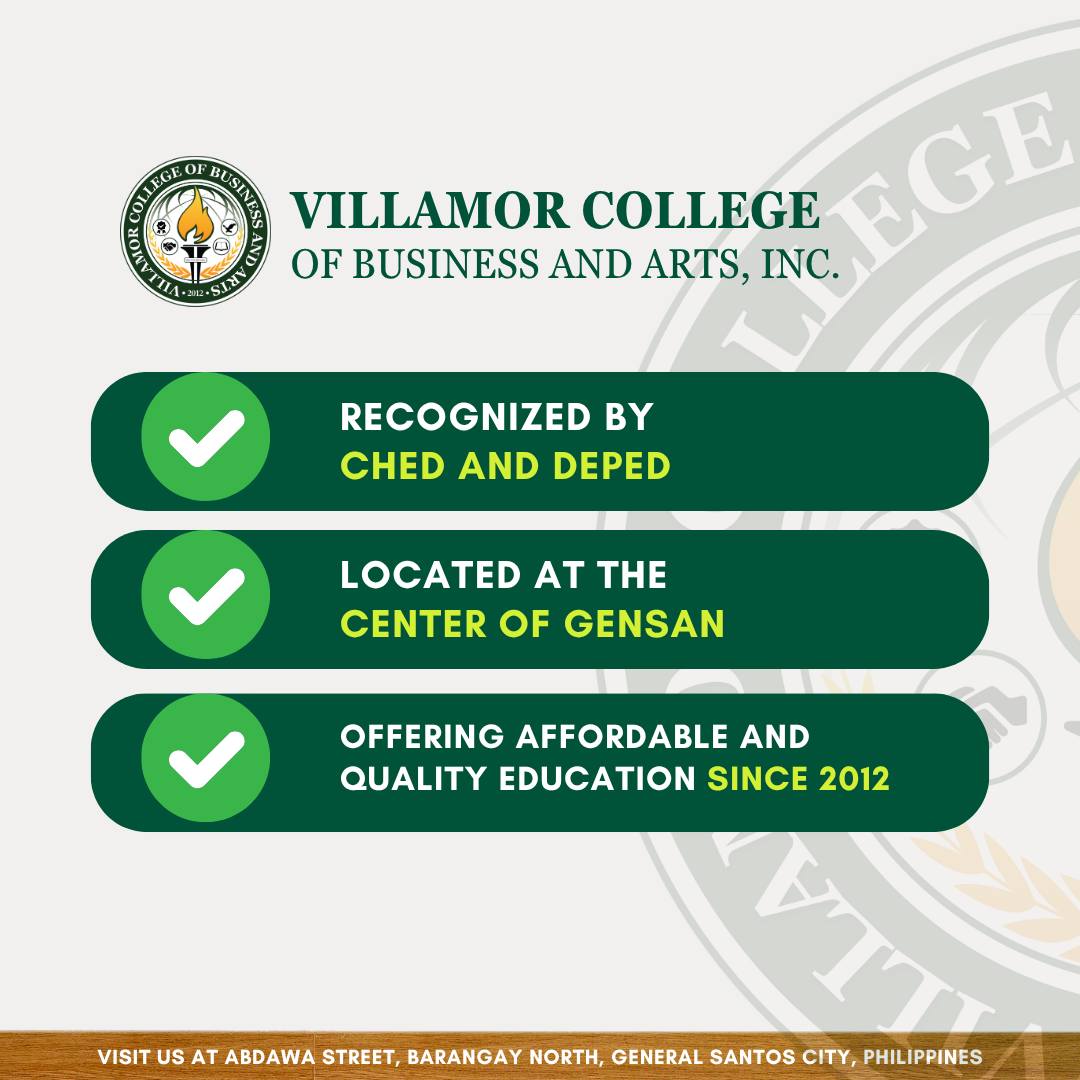 VILLAMOR COLLEGE OF BUSINESS AND ARTS
• 2012 •
VILLAMOR COLLEGE
OF BUSINESS AND ARTS, INC.
RECOGNIZED BY
CHED AND DEPED
LOCATED AT THE
CENTER OF GENSAN
OFFERING AFFORDABLE AND
QUALITY EDUCATION SINCE 2012
VISIT US AT ABDAWA STREET, BARANGAY NORTH, GENERAL SANTOS CITY, PHILIPPINES